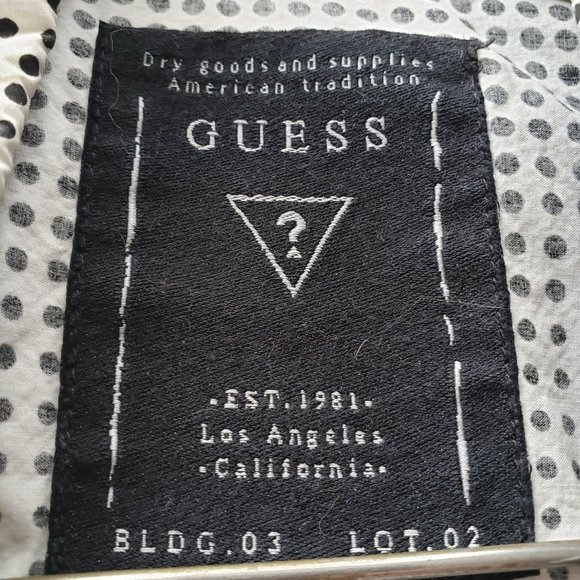 Dry goods and supplies
American tradition
GUESS
?
·EST.1981·
Los Angeles
·California·
BLDG.03 LOT.02